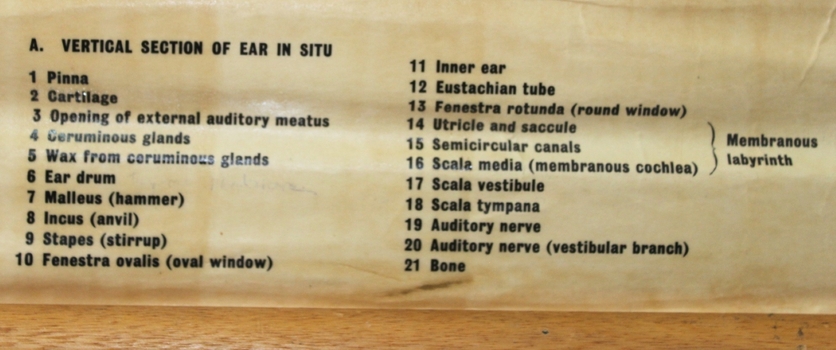 A. VERTICAL SECTION OF EAR IN SITU
1 Pinna
2 Cartilage
3 Opening of external auditory meatus
4 Ceruminous glands
5 Wax from ceruminous glands
6 Ear drum
7 Malleus (hammer)
8 Incus (anvil)
9 Stapes (stirrup)
10 Fenestra ovalis (oval window)
11 Inner ear
12 Eustachian tube
13 Fenestra rotunda (round window)
14 Utricle and saccule
15 Semicircular canals
16 Scala media (membranous cochlea)
Membranous
labyrinth
17 Scala vestibule
18 Scala tympana
19 Auditory nerve
20 Auditory nerve (vestibular branch)
21 Bone